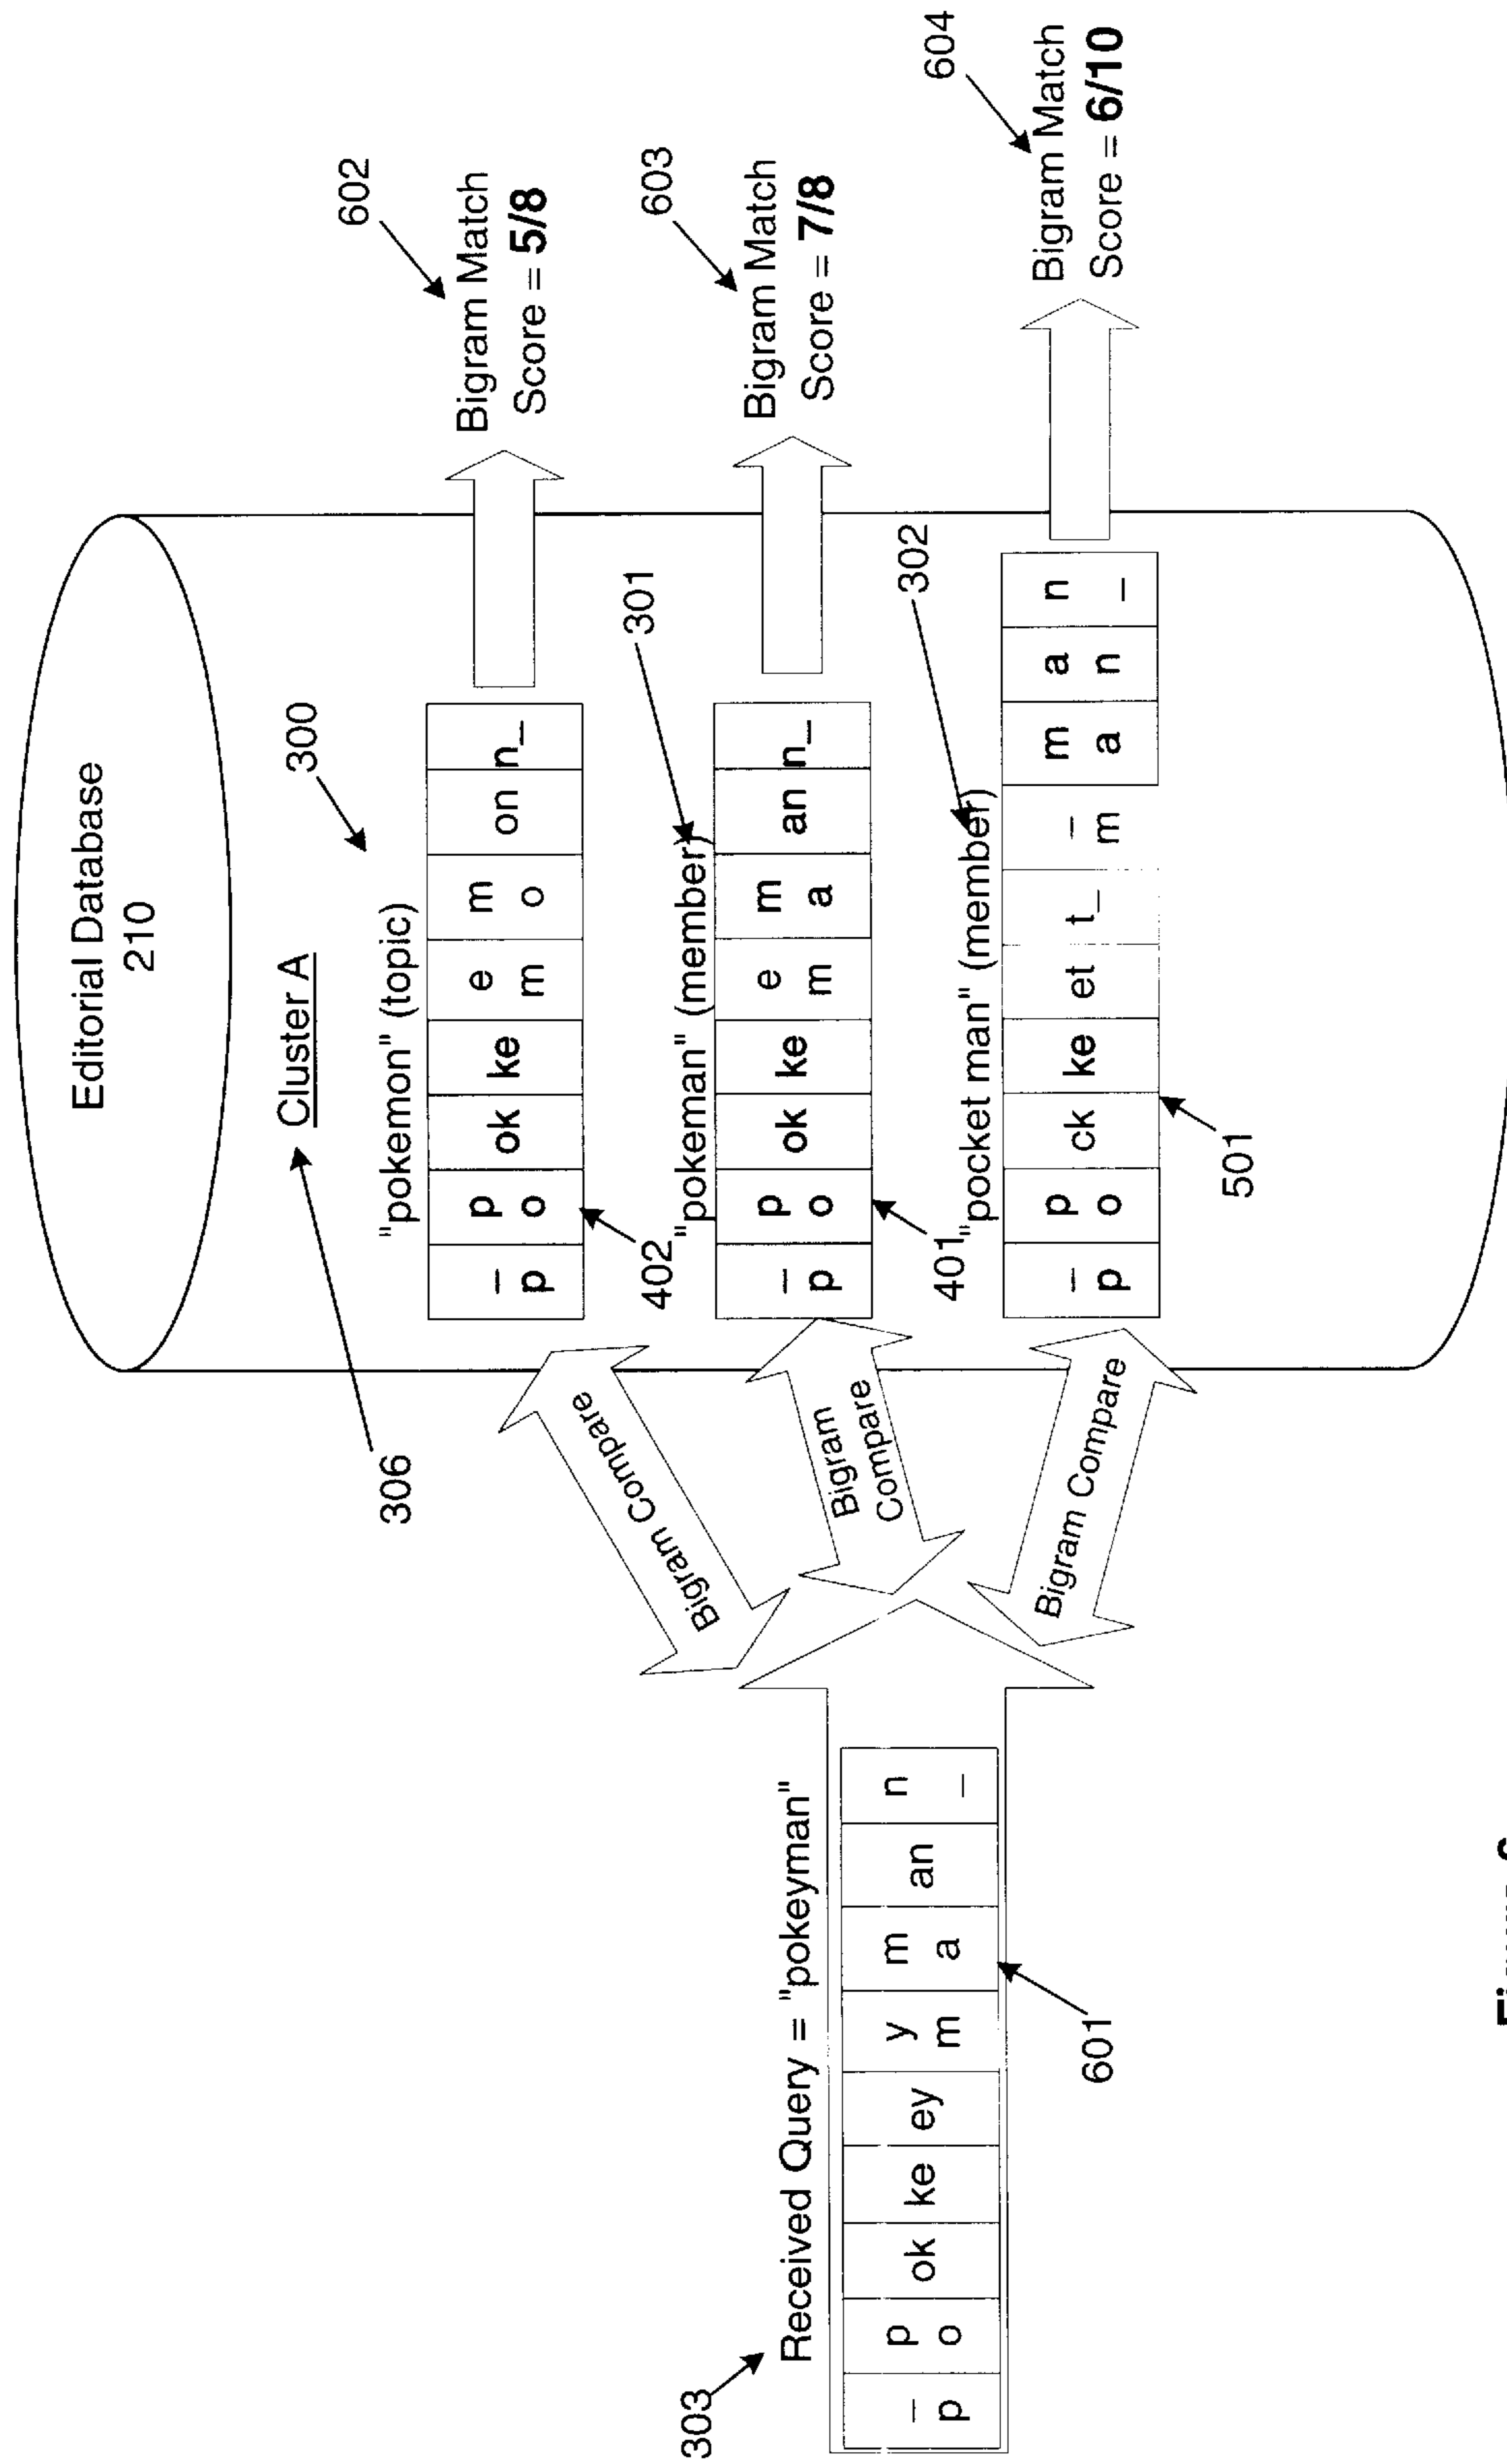 Editorial Database
210
306
Cluster A
300
"pokemon" (topic)
_p po ok ke em mo on n_
402
602
Bigram Match
Score = 5/8
Bigram Compare
301
"pokeman" (member)
_p po ok ke em ma an n_
401
603
Bigram Match
Score = 7/8
Bigram
Compare
302
"pocket man" (member)
_p po ck ke et t_ _m ma an n_
501
604
Bigram Match
Score = 6/10
Bigram Compare
303
Received Query = "pokeyman"
_p po ok ke ey ym ma an n_
601